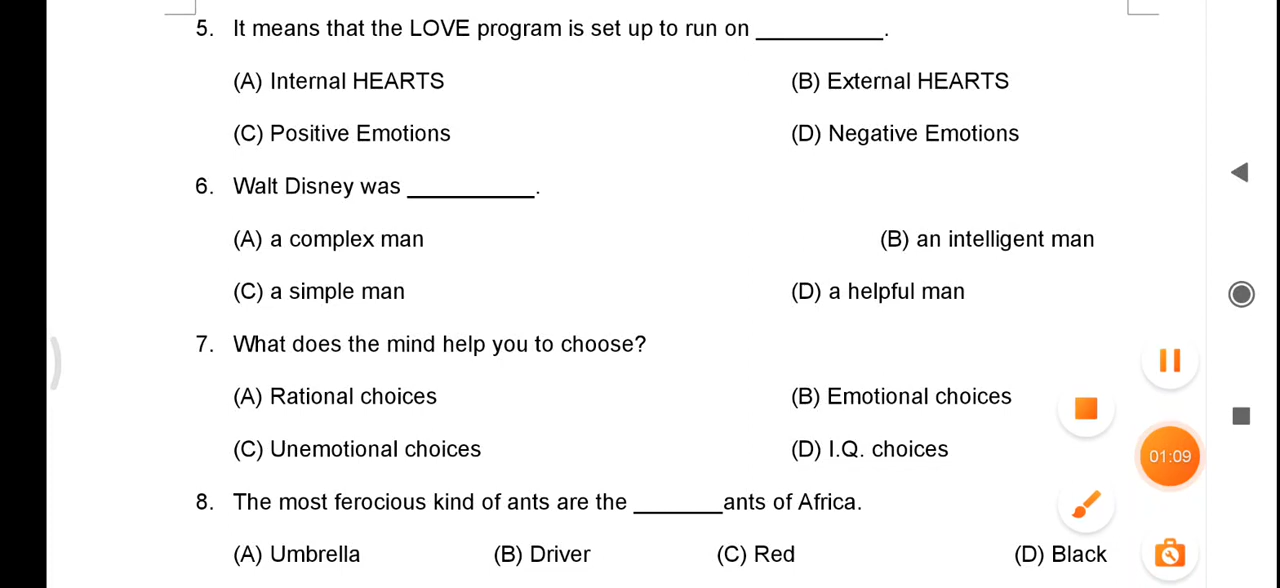 5. It means that the LOVE program is set up to run on __________.
(A) Internal HEARTS (B) External HEARTS
(C) Positive Emotions (D) Negative Emotions
6. Walt Disney was __________.
(A) a complex man (B) an intelligent man
(C) a simple man (D) a helpful man
7. What does the mind help you to choose?
(A) Rational choices (B) Emotional choices
(C) Unemotional choices (D) I.Q. choices
01:09
8. The most ferocious kind of ants are the _______ants of Africa.
(A) Umbrella (B) Driver (C) Red (D) Black